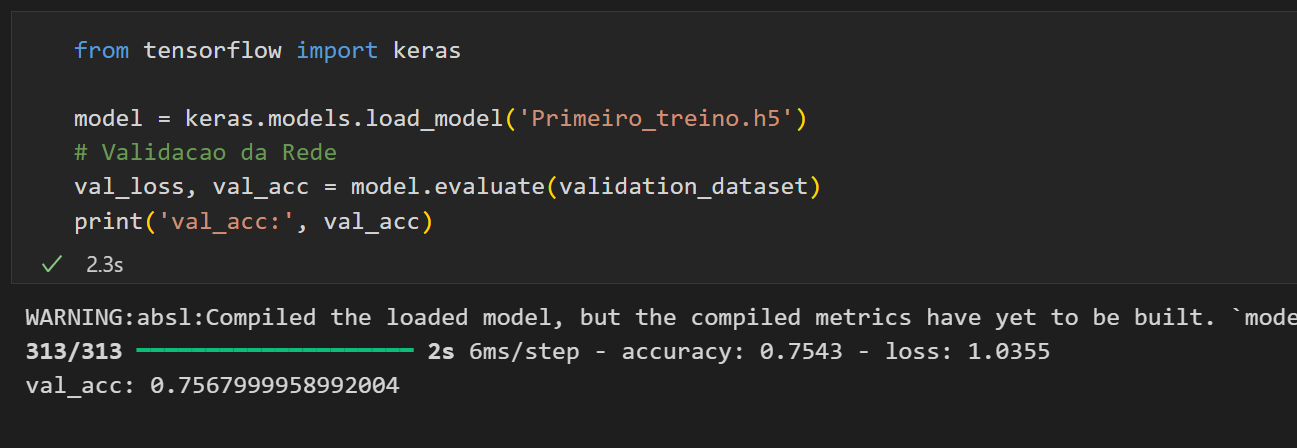 from tensorflow import keras
model = keras.models.load_model('Primeiro_treino.h5')
# Validacao da Rede
val_loss, val_acc = model.evaluate(validation_dataset)
print('val_acc:', val_acc)
2.3s
WARNING:absl:Compiled the loaded model, but the compiled metrics have yet to be built. `mode
313/313 ━━━━━━━━━━━━━━━━━━━━ 2s 6ms/step - accuracy: 0.7543 - loss: 1.0355
val_acc: 0.7567999958992004